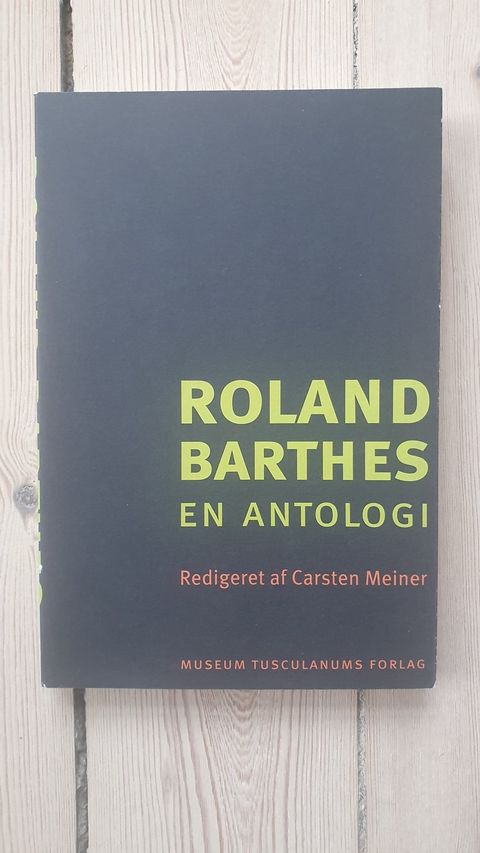 ROLAND
BARTHES
EN ANTOLOGI
Redigeret af Carsten Meiner
MUSEUM TUSCULANUMS FORLAG